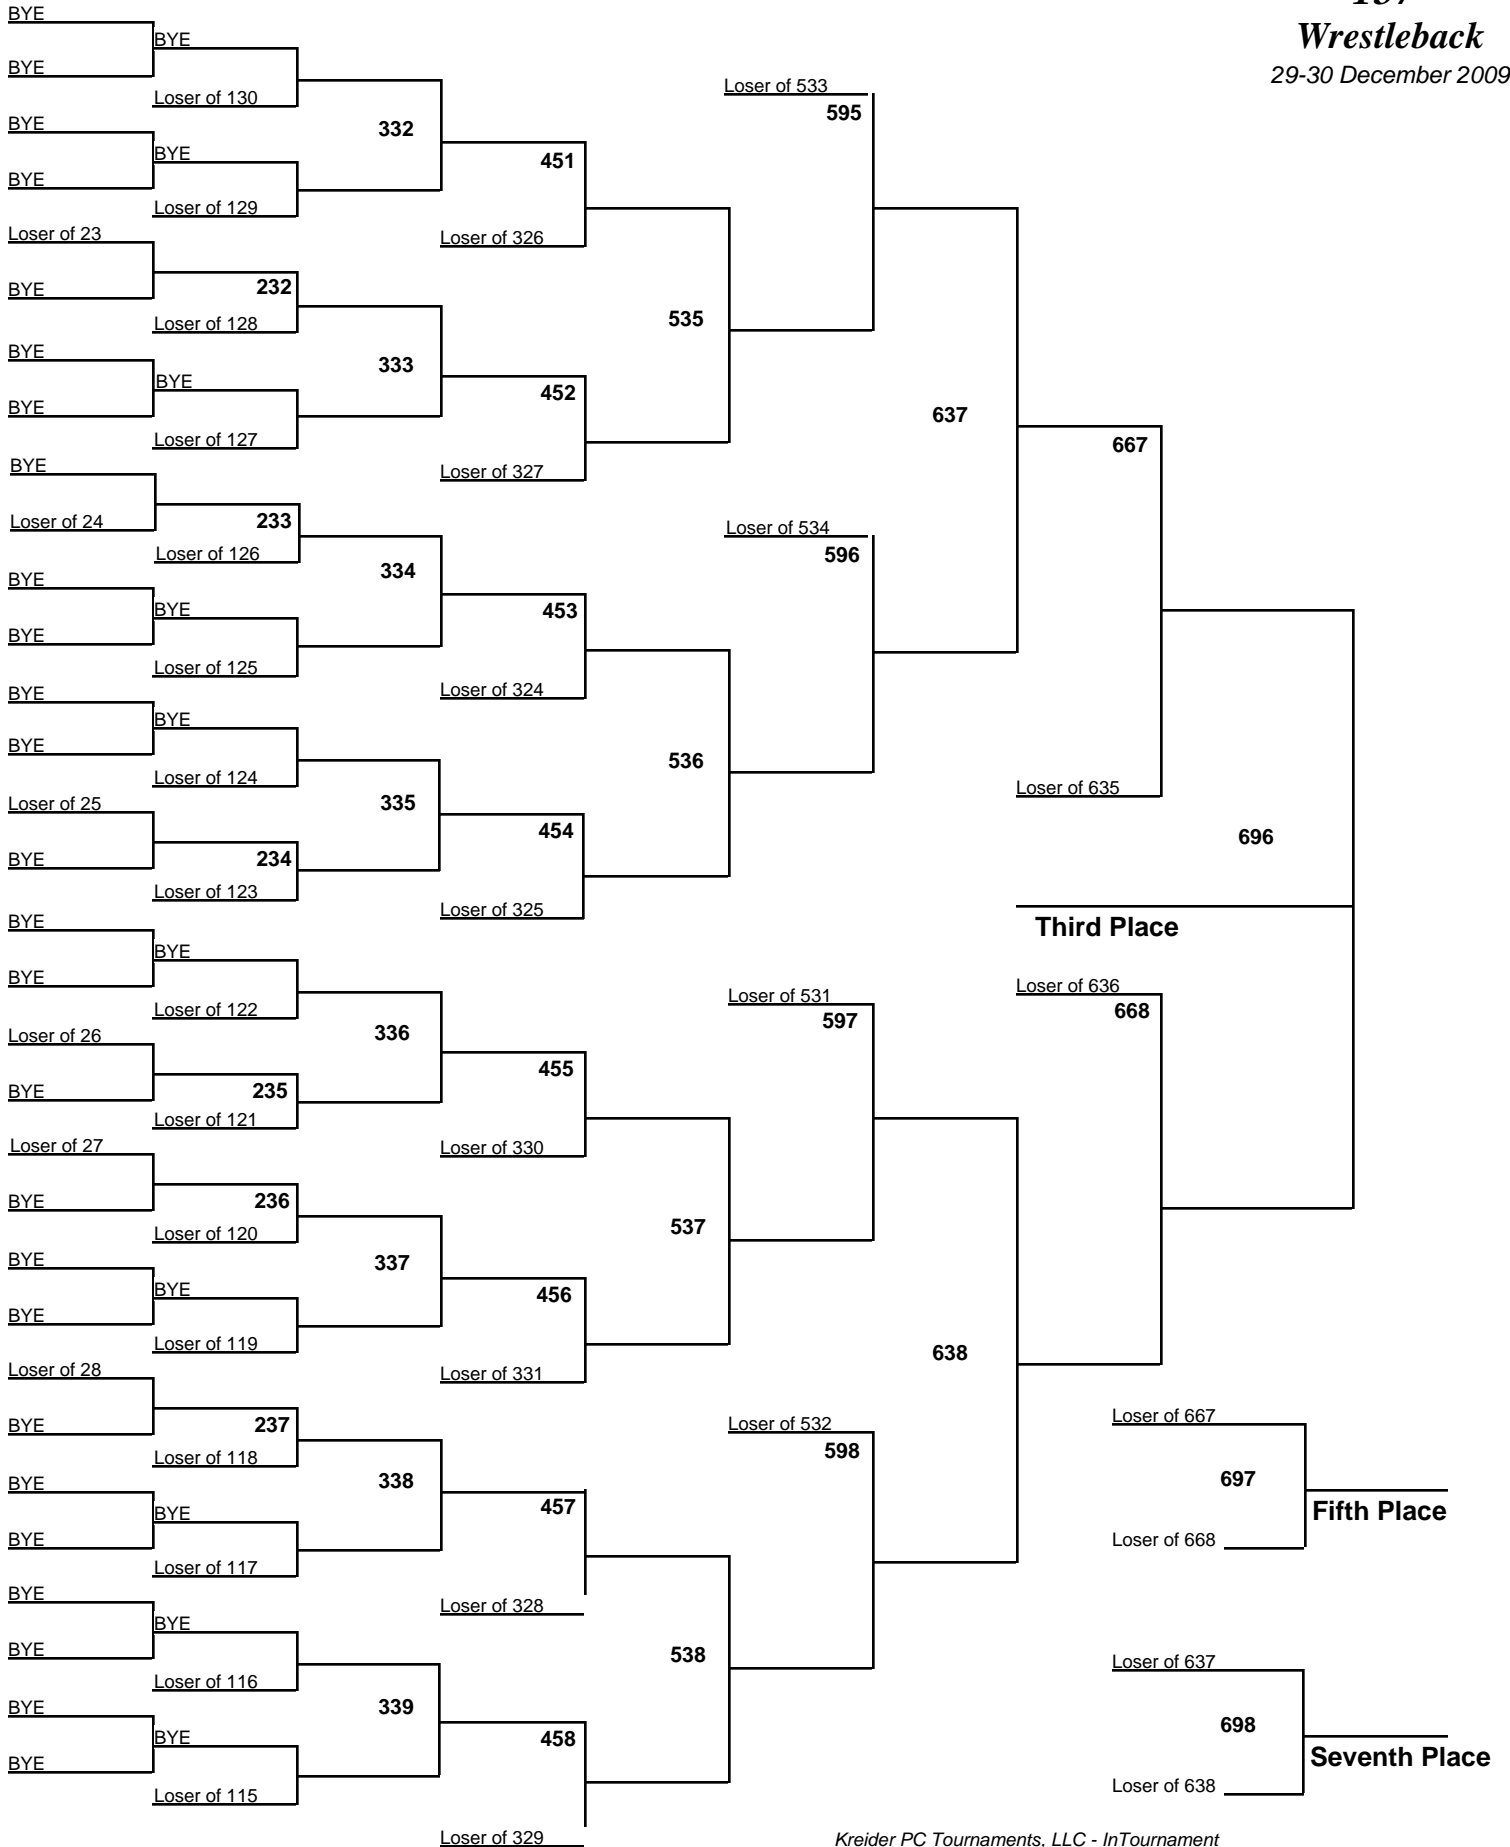 137
Wrestleback
29-30 December 2009
BYE
BYE
BYE
Loser of 130
332
BYE
BYE
BYE
Loser of 129
451
Loser of 326
Loser of 23
BYE
232
Loser of 128
333
BYE
BYE
BYE
Loser of 127
452
Loser of 327
535
Loser of 533
595
BYE
Loser of 24
233
Loser of 126
334
BYE
BYE
BYE
Loser of 125
453
Loser of 324
BYE
BYE
BYE
Loser of 124
335
Loser of 25
BYE
234
Loser of 123
454
Loser of 325
536
Loser of 534
596
637
667
Loser of 635
696
Third Place
BYE
BYE
BYE
Loser of 122
336
Loser of 26
BYE
235
Loser of 121
455
Loser of 330
Loser of 27
BYE
236
Loser of 120
337
BYE
BYE
BYE
Loser of 119
456
Loser of 331
537
Loser of 531
597
Loser of 636
668
Loser of 28
BYE
237
Loser of 118
338
BYE
BYE
BYE
Loser of 117
457
Loser of 328
BYE
BYE
BYE
Loser of 116
339
BYE
BYE
BYE
Loser of 115
458
Loser of 329
538
Loser of 532
598
638
Loser of 667
697
Fifth Place
Loser of 668
Loser of 637
698
Seventh Place
Loser of 638
Kreider PC Tournaments, LLC - InTournament